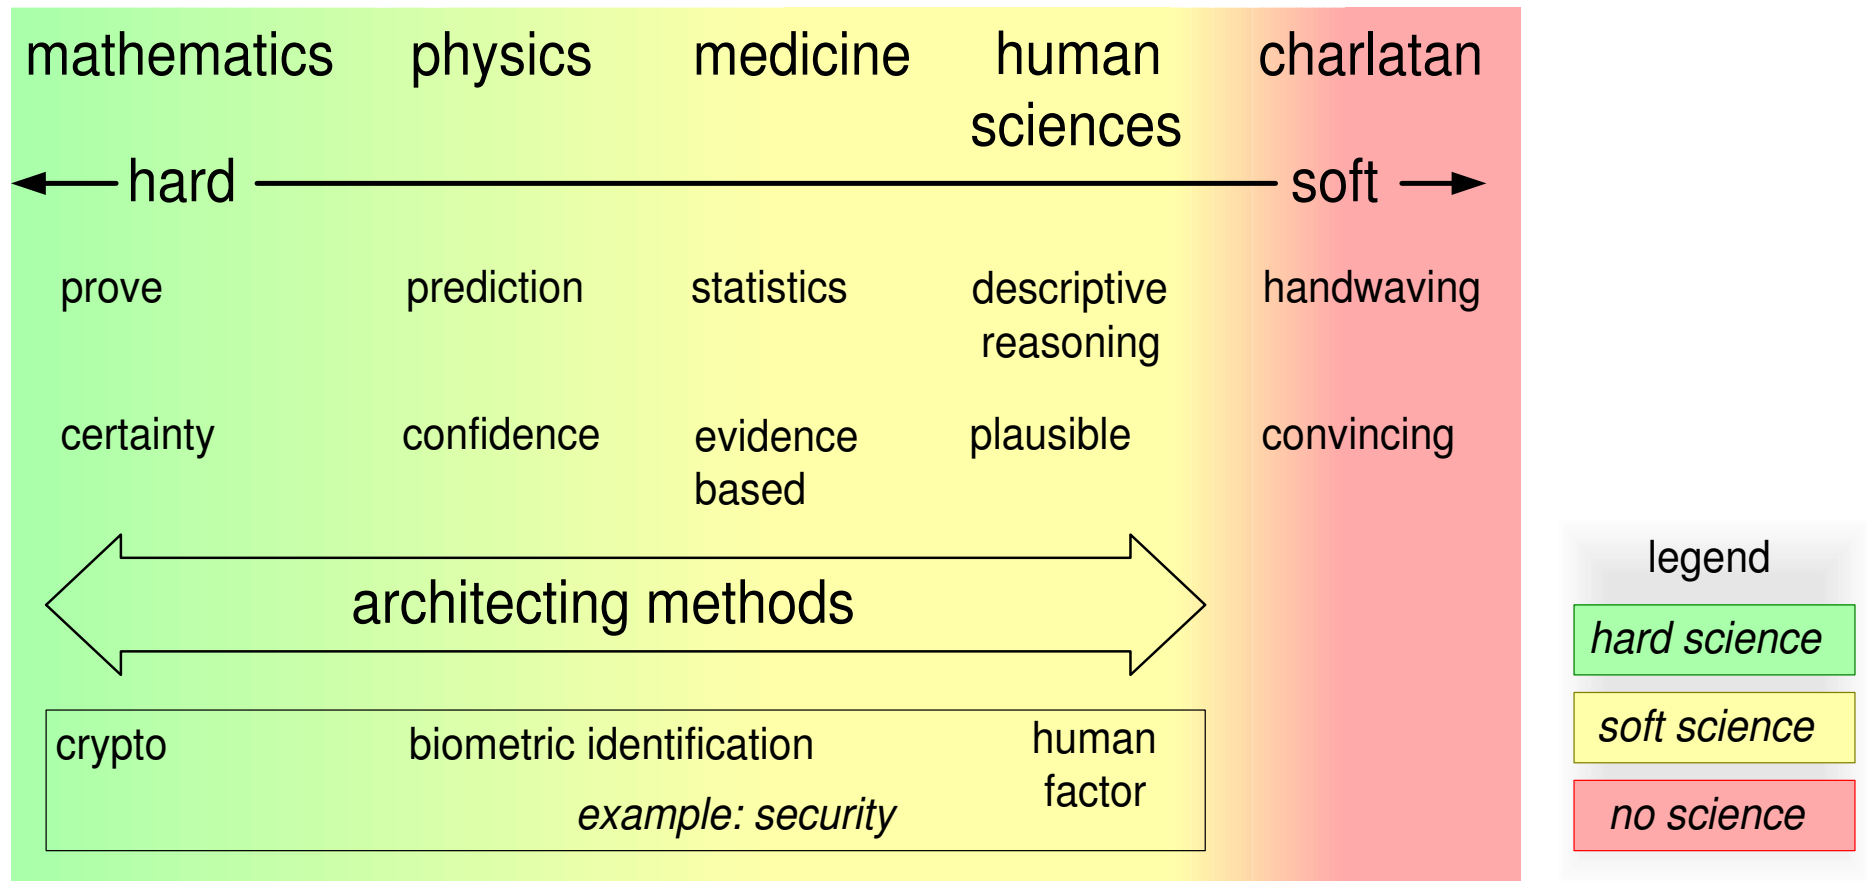 mathematics
physics
medicine
human
sciences
charlatan
hard
soft
prove
prediction
statistics
descriptive
reasoning
handwaving
certainty
confidence
evidence
based
plausible
convincing
architecting methods
crypto
biometric identification
human
factor
example: security
legend
hard science
soft science
no science